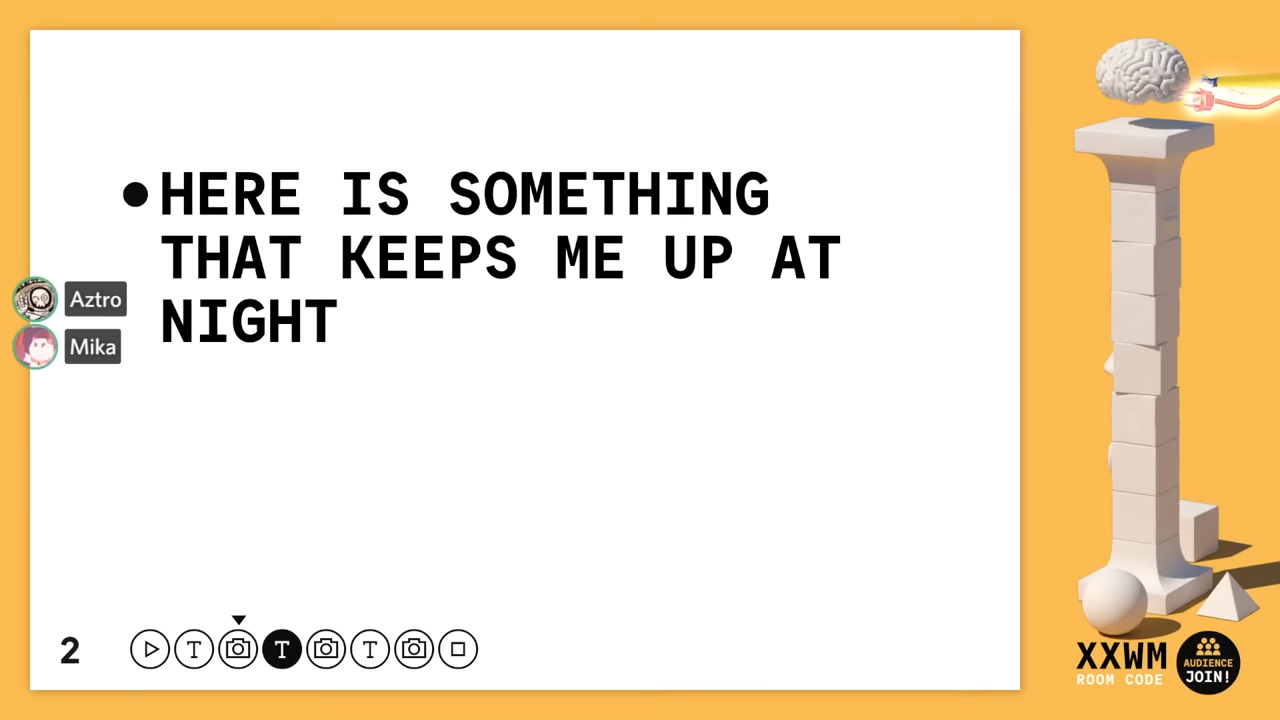 ●HERE IS SOMETHING
THAT KEEPS ME UP AT
NIGHT
Aztro
Mika
2
T
T
T
XXWM
ROOM CODE
AUDIENCE
JOIN!